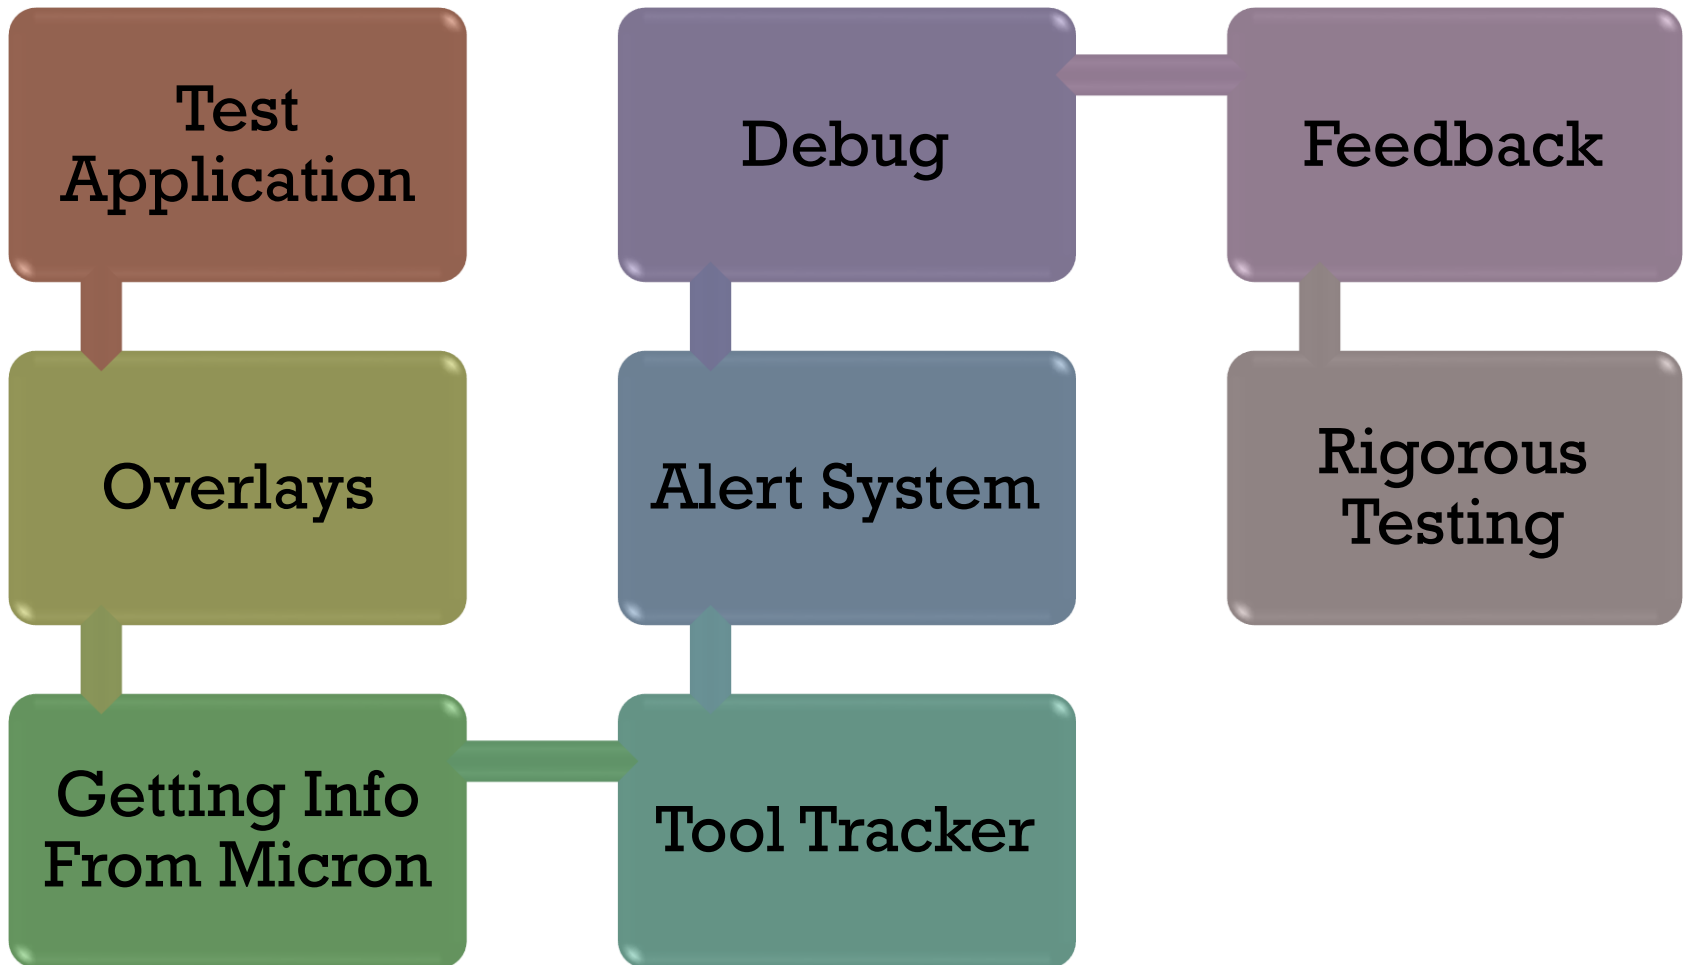 Test
Application
Overlays
Getting Info
From Micron
Tool Tracker
Alert System
Debug
Feedback
Rigorous
Testing